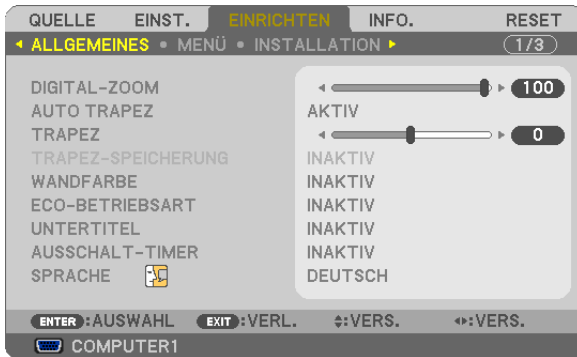 QUELLE EINST. EINRICHTEN INFO. RESET
ALLGEMEINES • MENÜ • INSTALLATION 1/3
DIGITAL-ZOOM 100
AUTO TRAPEZ AKTIV
TRAPEZ 0
TRAPEZ-SPEICHERUNG INAKTIV
WANDFARBE INAKTIV
ECO-BETRIEBSART INAKTIV
UNTERTITEL INAKTIV
AUSSCHALT-TIMER INAKTIV
SPRACHE DEUTSCH
ENTER :AUSWAHL EXIT :VERL. :VERS. :VERS.
COMPUTER1